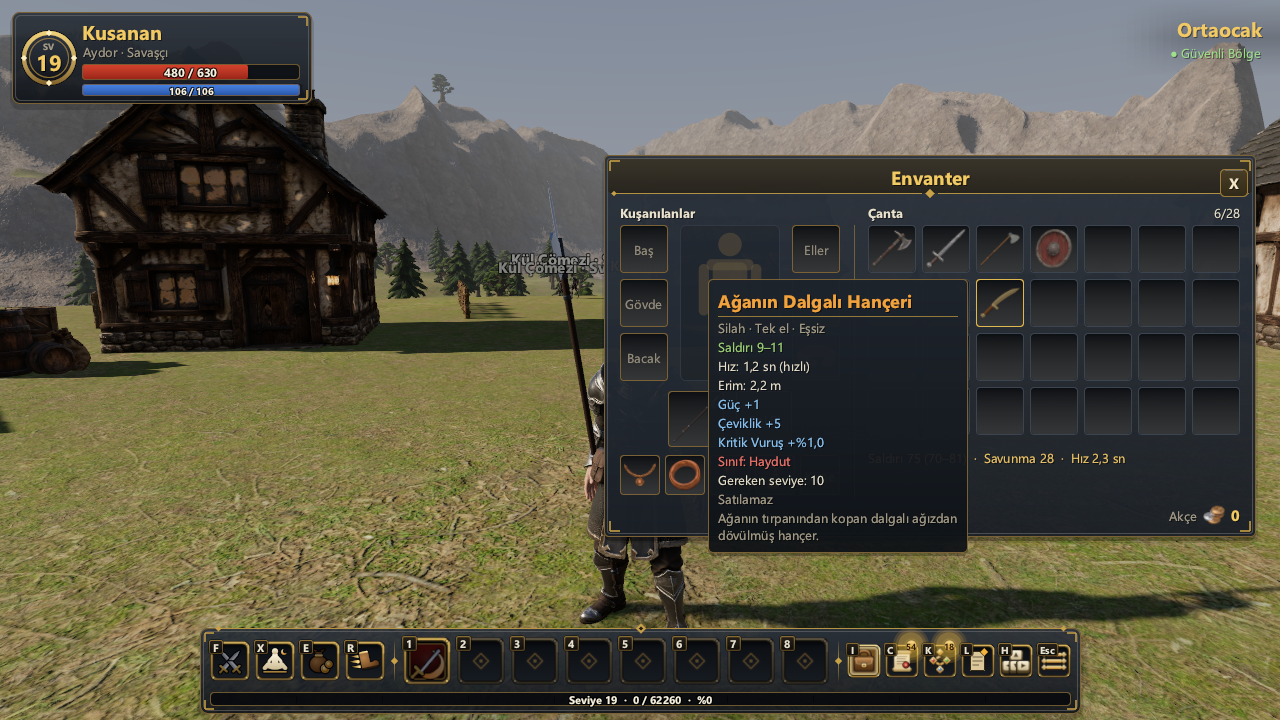 SV
19
Kusanan
Aydor · Savaşçı
480 / 630
106 / 106
Ortaocak
Güvenli Bölge
Envanter
X
Kuşanılanlar
Çanta
6/28
Baş
Eller
Gövde
Bacak
Kül Çömezi
Kül Çömezi
Ağanın Dalgalı Hançeri
Silah · Tek el · Eşsiz
Saldırı 9–11
Hız: 1,2 sn (hızlı)
Erim: 2,2 m
Güç +1
Çeviklik +5
Kritik Vuruş +%1,0
Sınıf: Haydut
Gereken seviye: 10
Satılamaz
Ağanın tırpanından kopan dalgalı ağızdan
dövülmüş hançer.
· Savunma 28 · Hız 2,3 sn
Akçe
0
F X E R 1 2 3 4 5 6 7 8 I C 54 K 18 L H Esc
Seviye 19 · 0 / 62260 · %0